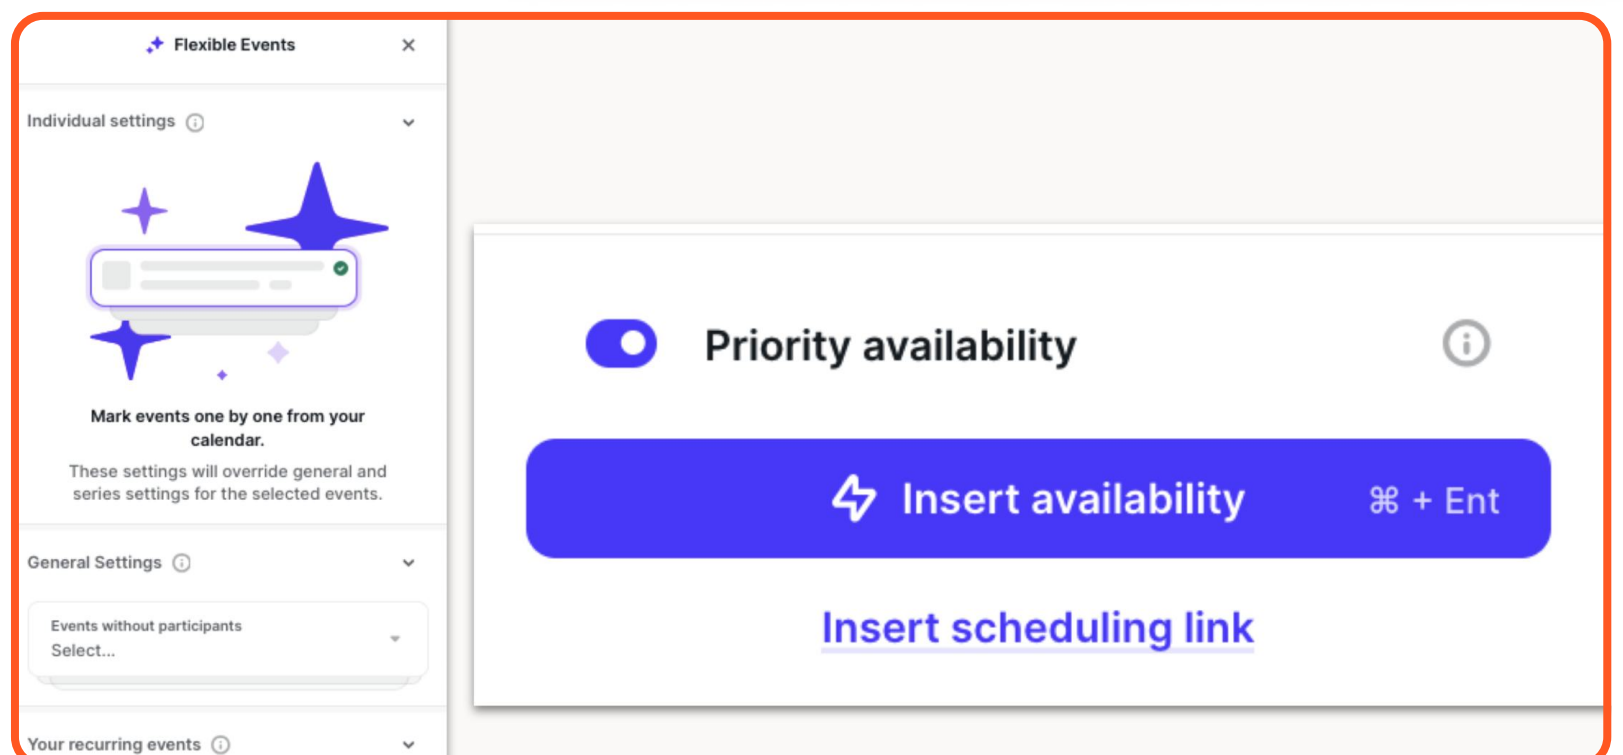 Flexible Events
Individual settings
Mark events one by one from your
calendar.
These settings will override general and
series settings for the selected events.
General Settings
Events without participants
Select...
Your recurring events
Priority availability
Insert availability ⌘ + Ent
Insert scheduling link